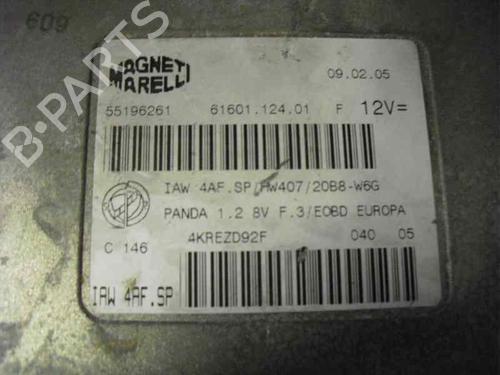 609
MAGNETI
MARELLI
09.02.05
55196261 61601.124.01 F 12V=
IAW 4AF.SP HW407/20B8-W6G
PANDA 1.2 8V F.3/EOBD EUROPA
C 146 4KREZD92F 040 05
IAW 4AF.SP
B-PARTS